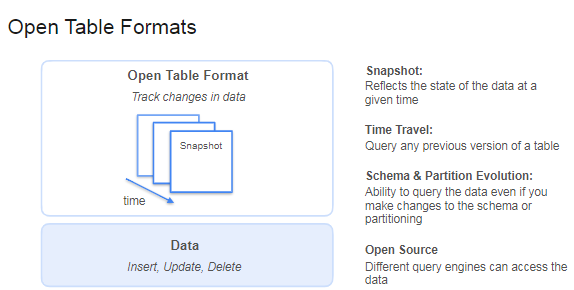 Open Table Formats
Open Table Format
Track changes in data
Snapshot
time
Data
Insert, Update, Delete
Snapshot:
Reflects the state of the data at a
given time
Time Travel:
Query any previous version of a table
Schema & Partition Evolution:
Ability to query the data even if you
make changes to the schema or
partitioning
Open Source
Different query engines can access the
data